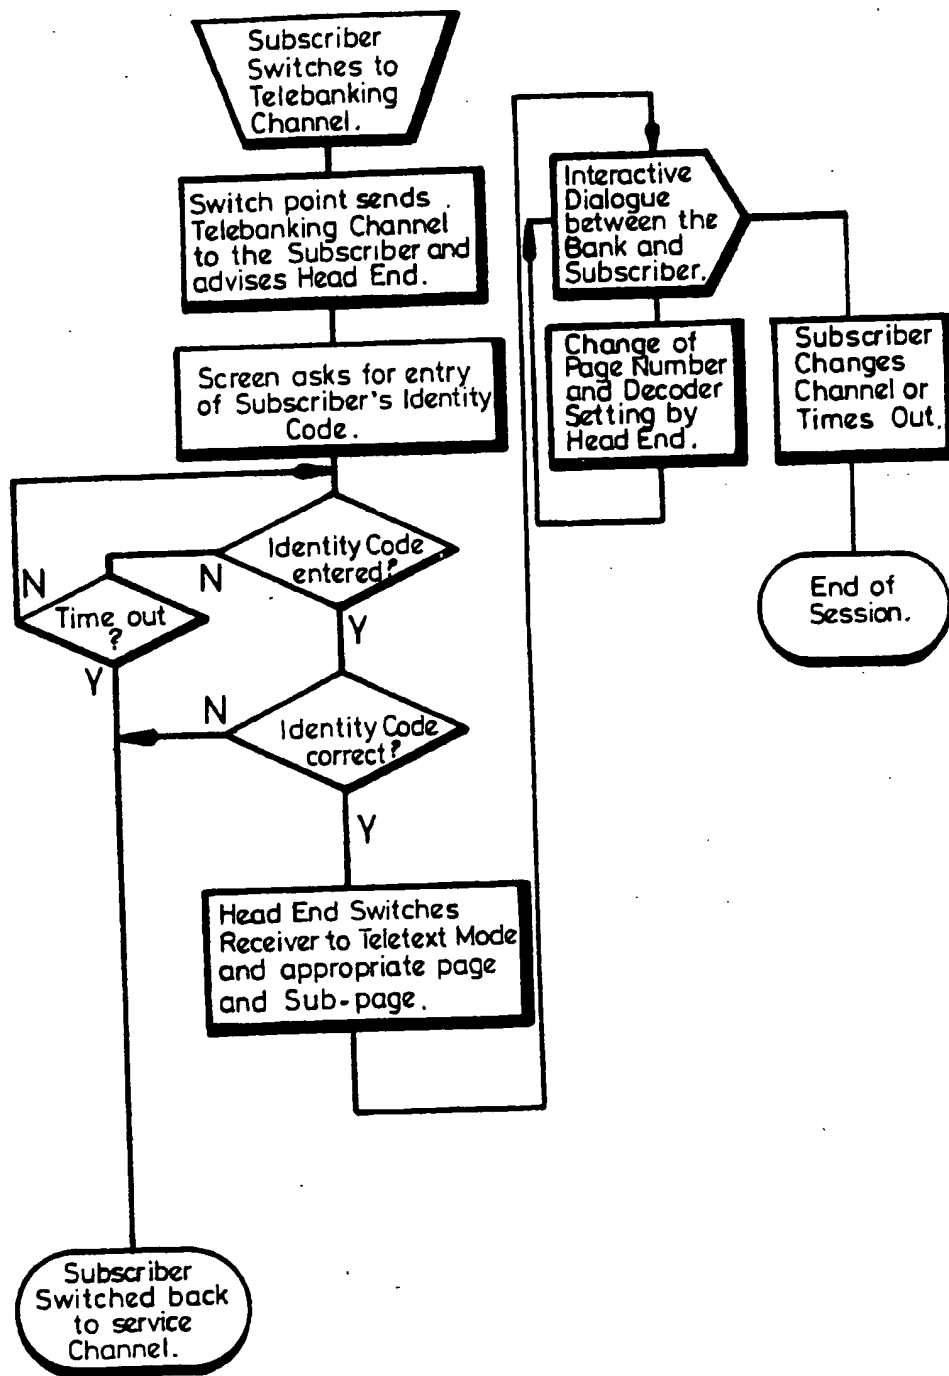 Subscriber
Switches to
Telebanking
Channel.
Switch point sends
Telebanking Channel
to the Subscriber and
advises Head End.
Screen asks for entry
of Subscriber's Identity
Code.
Identity Code
entered?
N
Y
Time out
?
N
Y
Identity Code
correct?
N
Y
Head End Switches
Receiver to Teletext Mode
and appropriate page
and Sub-page.
Subscriber
Switched back
to service
Channel.
Interactive
Dialogue
between the
Bank and
Subscriber.
Change of
Page Number
and Decoder
Setting by
Head End.
Subscriber
Changes
Channel or
Times Out.
End of
Session.